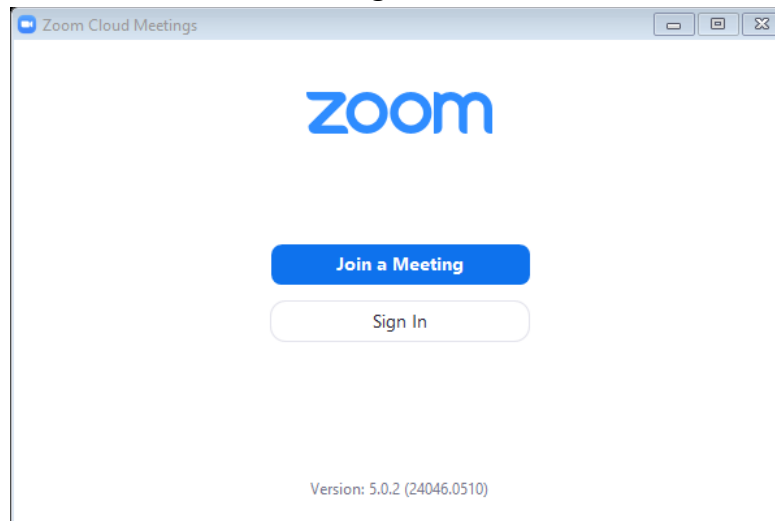 Zoom Cloud Meetings
zoom
Join a Meeting
Sign In
Version: 5.0.2 (24046.0510)